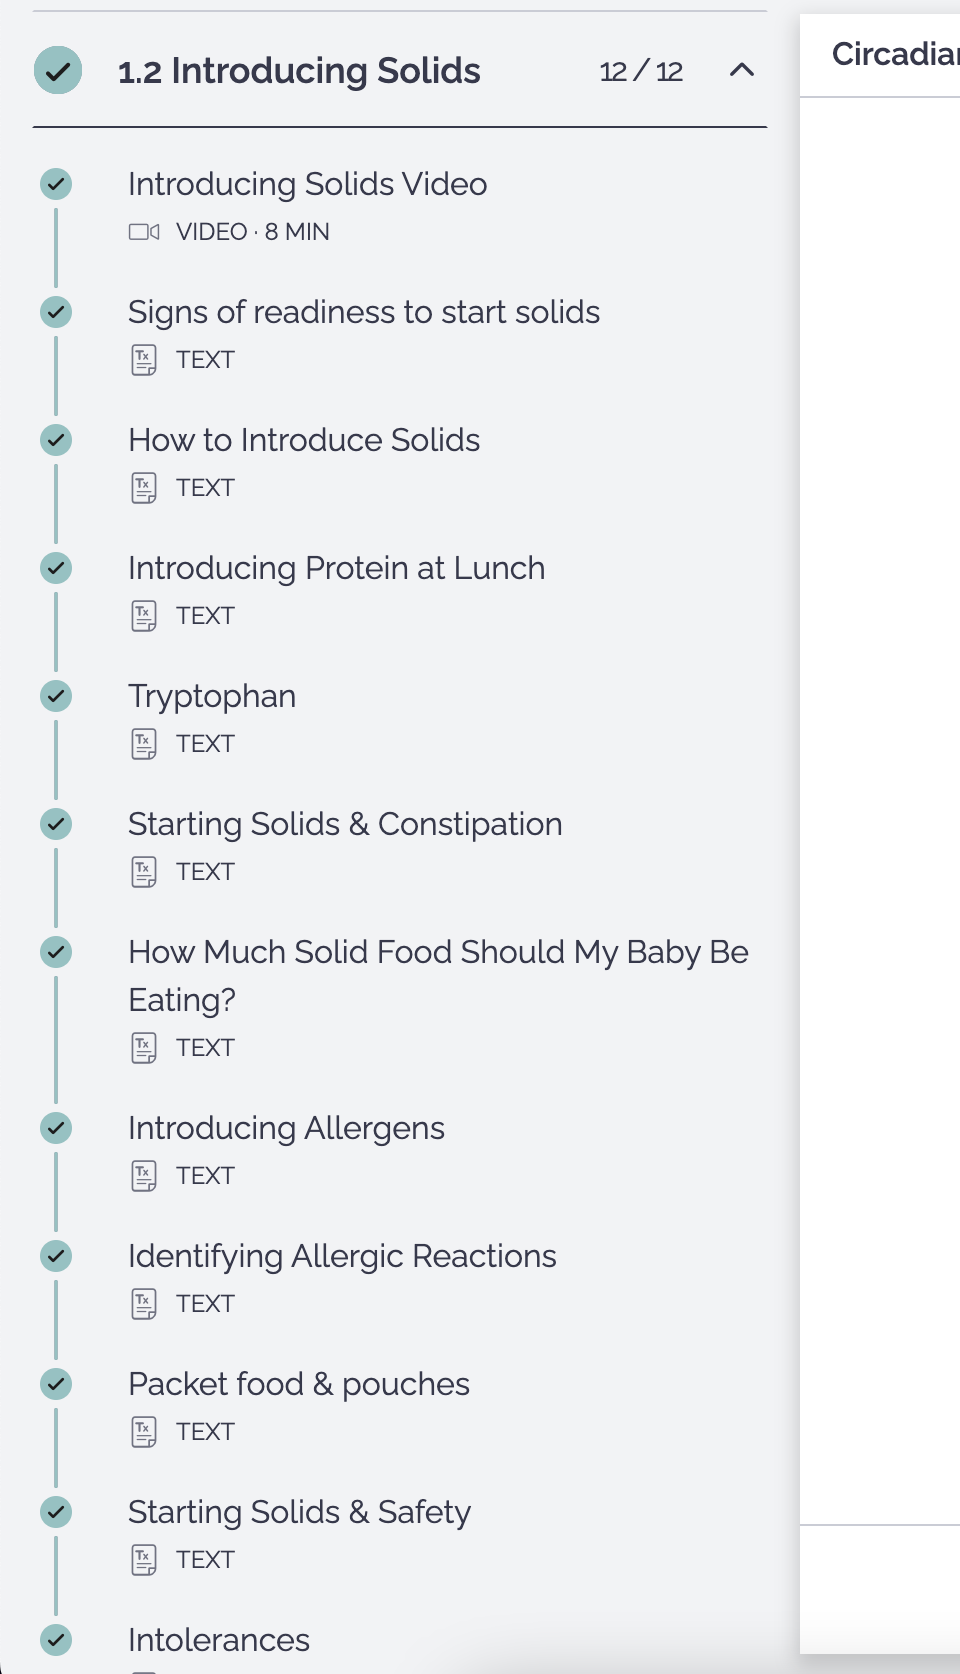 1.2 Introducing Solids 12 / 12
Introducing Solids Video
VIDEO · 8 MIN
Signs of readiness to start solids
TEXT
How to Introduce Solids
TEXT
Introducing Protein at Lunch
TEXT
Tryptophan
TEXT
Starting Solids & Constipation
TEXT
How Much Solid Food Should My Baby Be
Eating?
TEXT
Introducing Allergens
TEXT
Identifying Allergic Reactions
TEXT
Packet food & pouches
TEXT
Starting Solids & Safety
TEXT
Intolerances